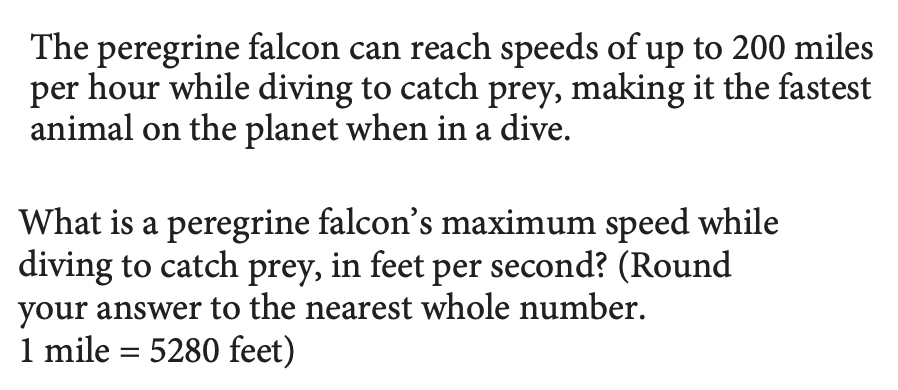 The peregrine falcon can reach speeds of up to 200 miles
per hour while diving to catch prey, making it the fastest
animal on the planet when in a dive.
What is a peregrine falcon’s maximum speed while
diving to catch prey, in feet per second? (Round
your answer to the nearest whole number.
1 mile = 5280 feet)